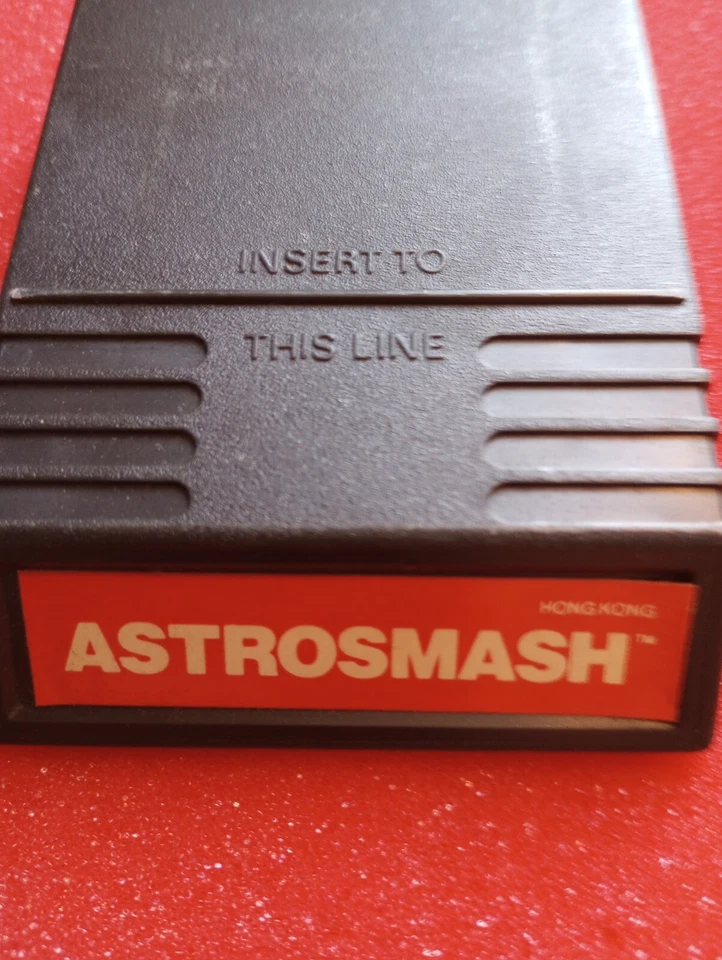 INSERT TO
THIS LINE
HONG KONG
ASTROSMASH™